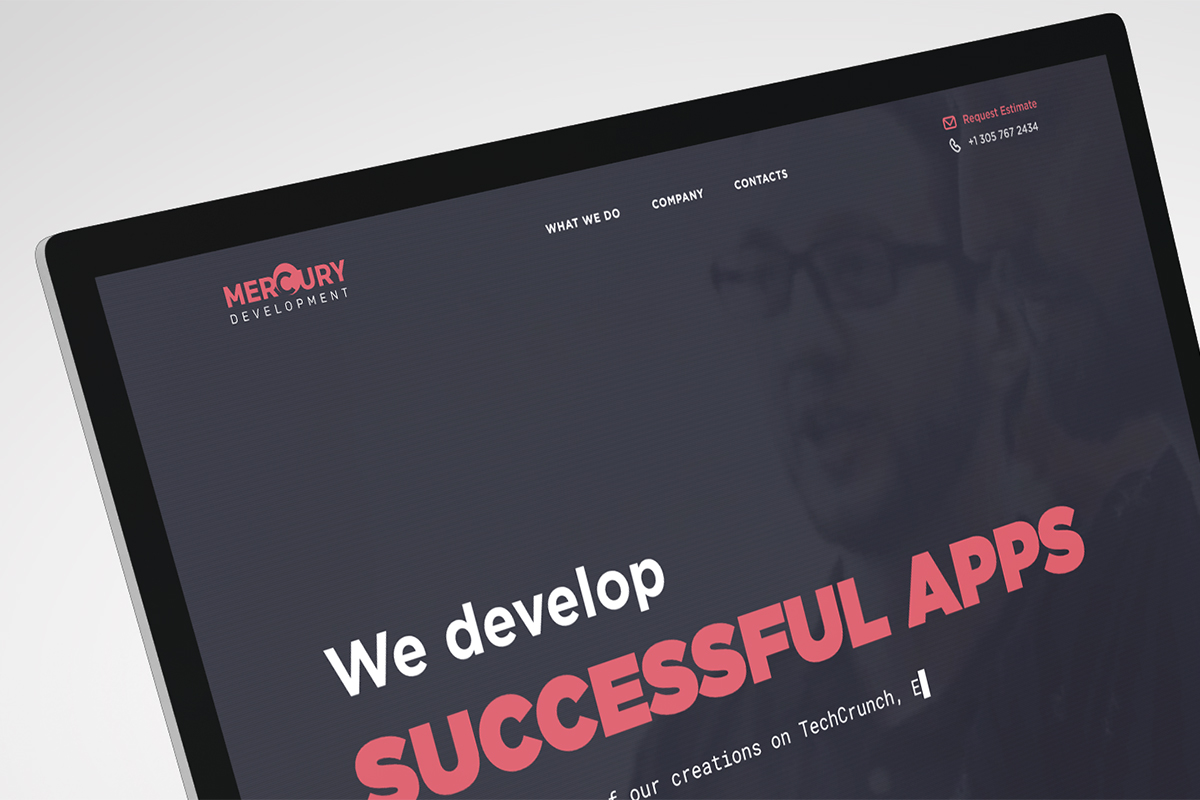 Request Estimate
+1 305 767 2434
WHAT WE DO
COMPANY
CONTACTS
MERCURY
DEVELOPMENT
We develop
SUCCESSFUL APPS
our creations on TechCrunch, E